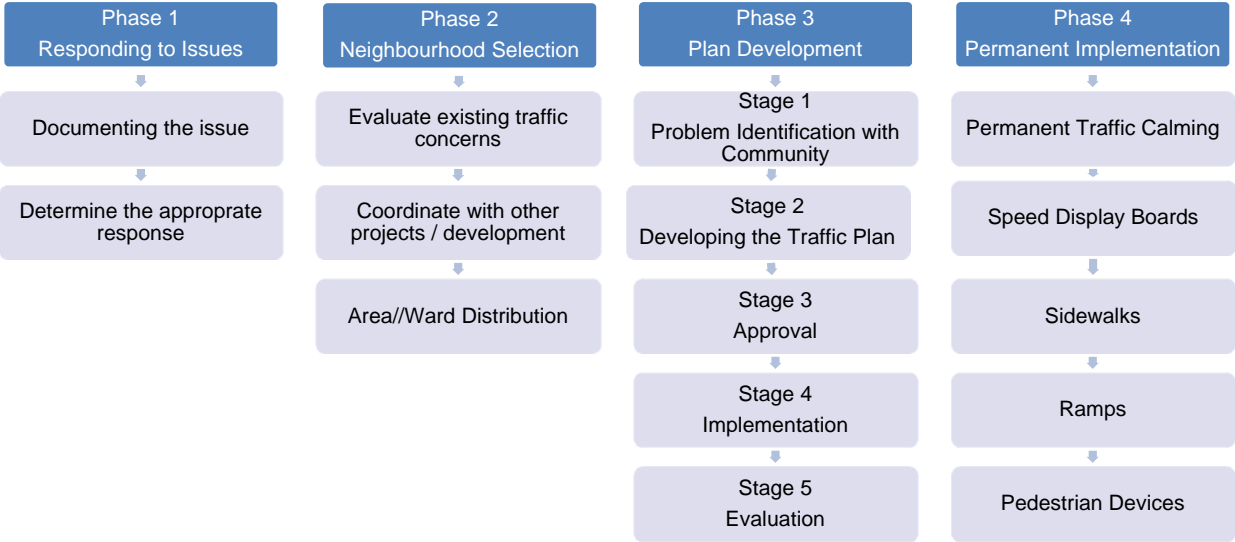 Phase 1
Responding to Issues
Documenting the issue
Determine the approprate
response
Phase 2
Neighbourhood Selection
Evaluate existing traffic
concerns
Coordinate with other
projects / development
Area//Ward Distribution
Phase 3
Plan Development
Stage 1
Problem Identification with
Community
Stage 2
Developing the Traffic Plan
Stage 3
Approval
Stage 4
Implementation
Stage 5
Evaluation
Phase 4
Permanent Implementation
Permanent Traffic Calming
Speed Display Boards
Sidewalks
Ramps
Pedestrian Devices